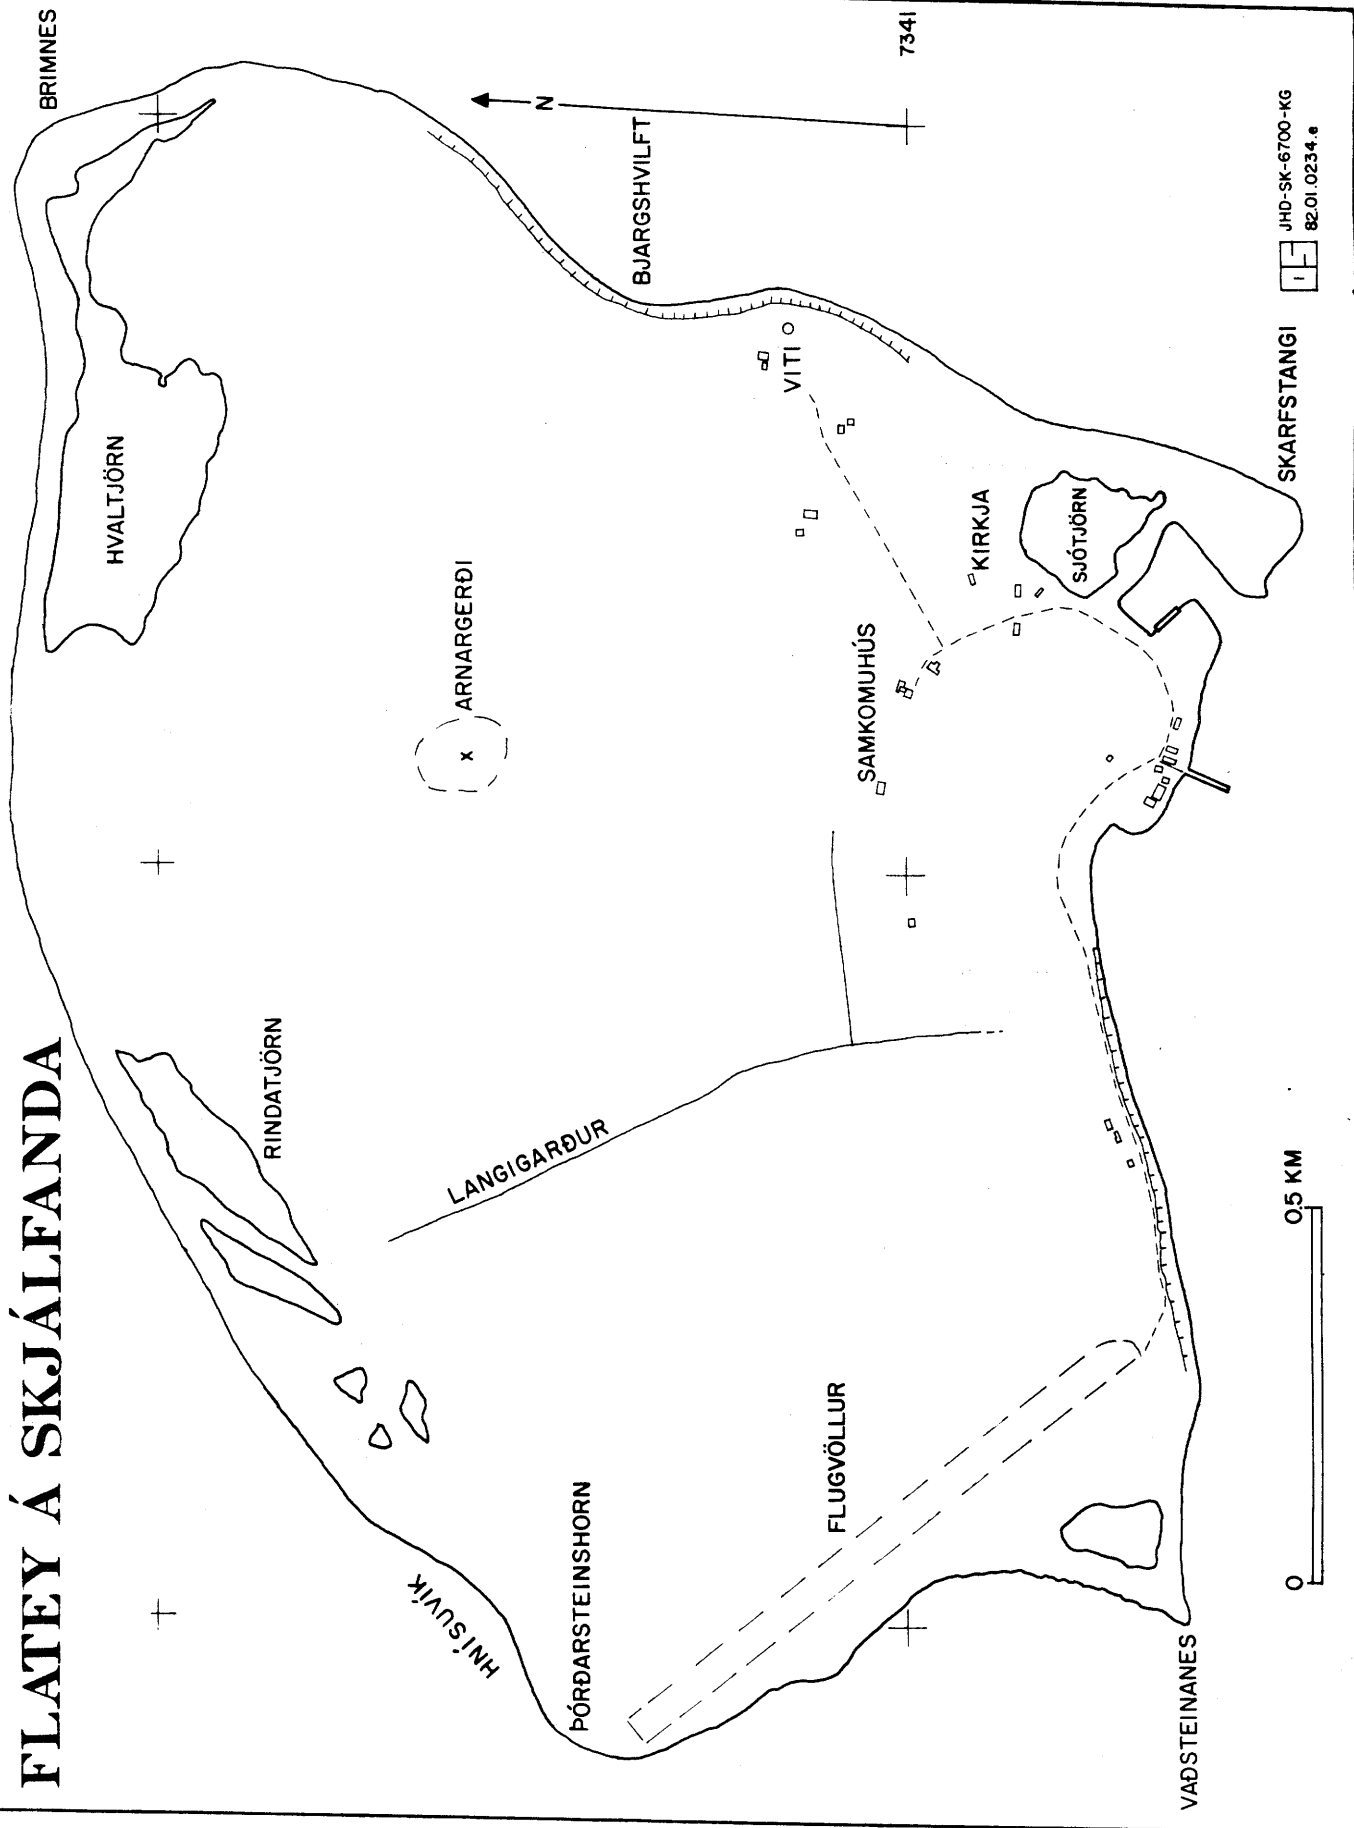 FLATEY Á SKJÁLFANDA
BRIMNES
HVALTJÖRN
RINDATJÖRN
ARNARGERÐI
N
BJARGSHVILFT
7341
VITI
LANGIGARÐUR
HNÍSUVÍK
ÞÓRÐARSTEINSHORN
FLUGVÖLLUR
SAMKOMUHÚS
KIRKJA
SJÓTJÖRN
SKARFSTANGI
VAÐSTEINANES
0 0,5 KM
JHD-SK-6700-KG
82.01.0234.e